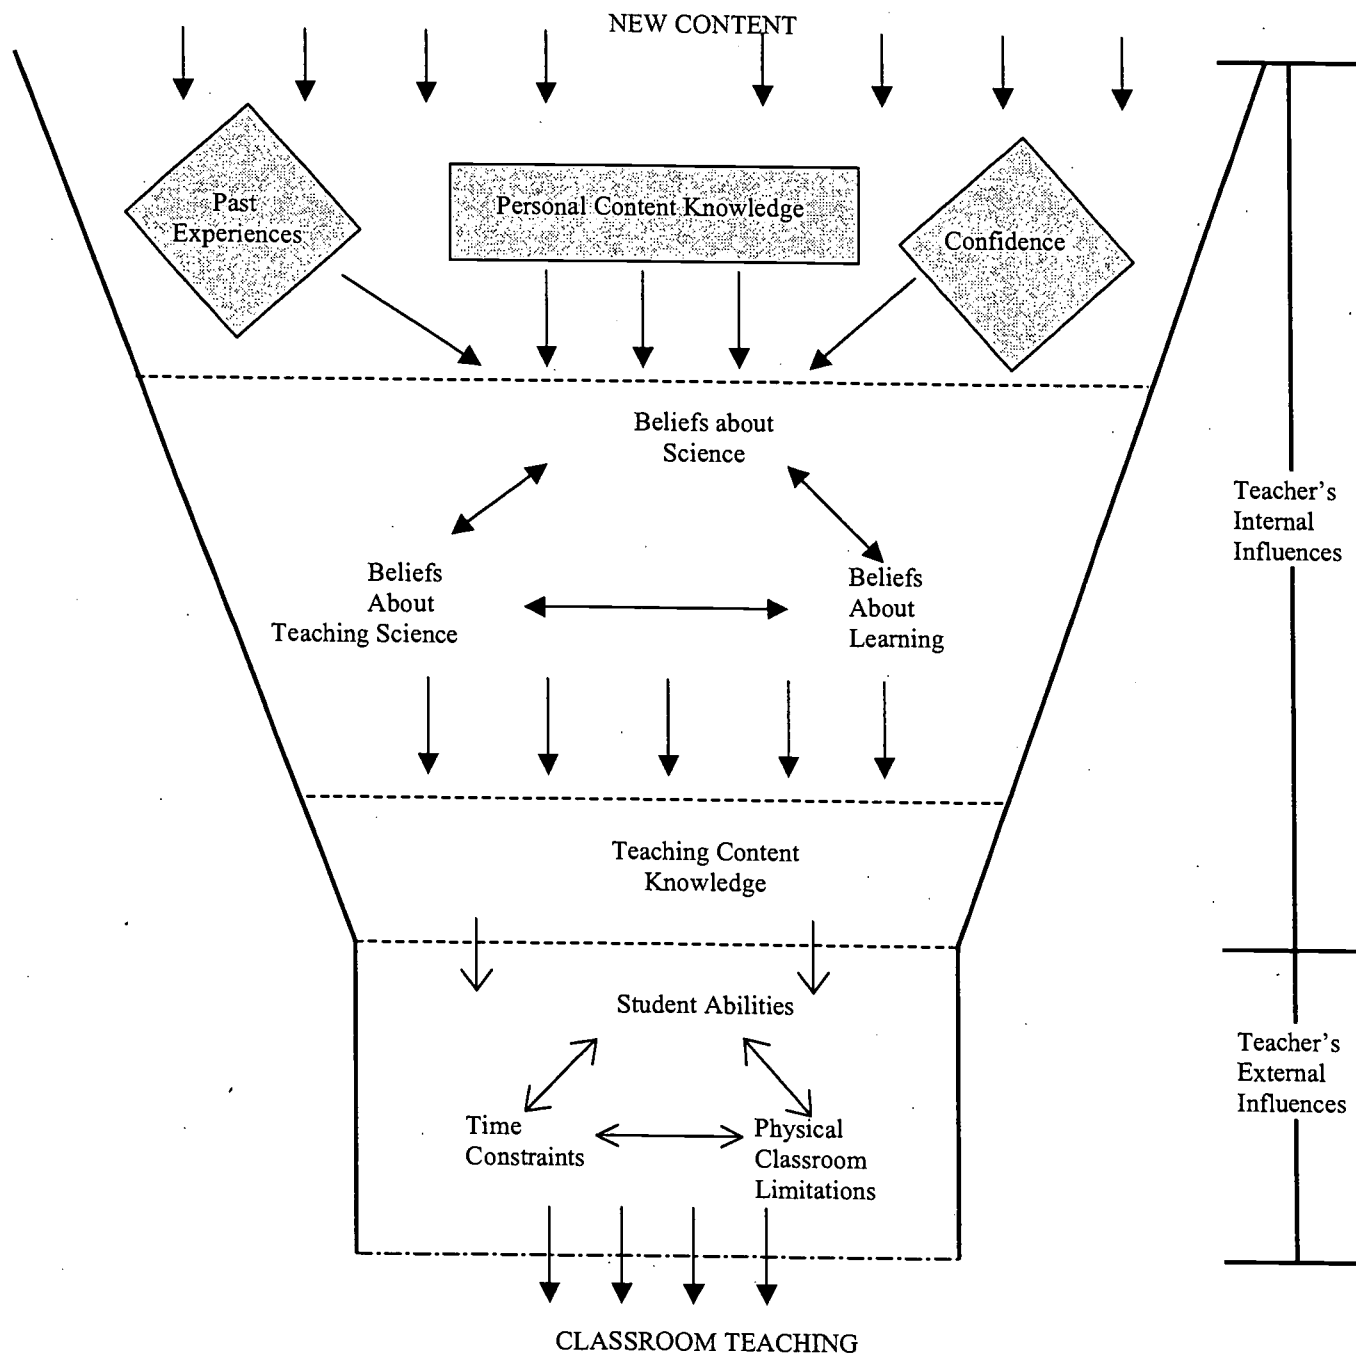 NEW CONTENT
Past
Experiences
Personal Content Knowledge
Confidence
Beliefs about
Science
Beliefs
About
Teaching Science
Beliefs
About
Learning
Teacher's
Internal
Influences
Teaching Content
Knowledge
Student Abilities
Time
Constraints
Physical
Classroom
Limitations
Teacher's
External
Influences
CLASSROOM TEACHING